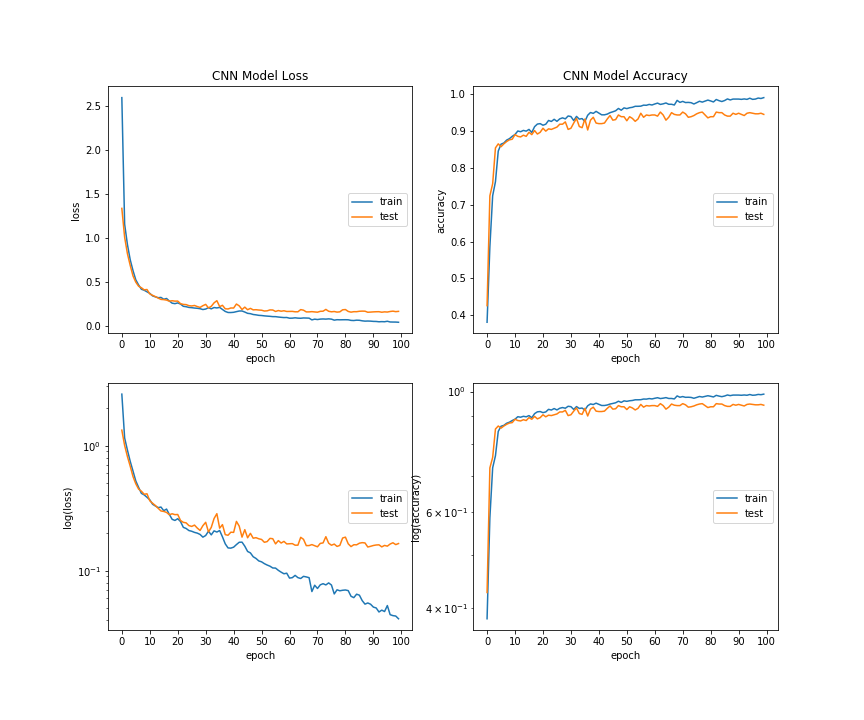 CNN Model Loss
2.5
2.0
1.5
1.0
0.5
0.0
loss
train
test
0 10 20 30 40 50 60 70 80 90 100
epoch
CNN Model Accuracy
1.0
0.9
0.8
0.7
0.6
0.5
0.4
accuracy
train
test
0 10 20 30 40 50 60 70 80 90 100
epoch
10⁰
10⁻¹
log(loss)
train
test
0 10 20 30 40 50 60 70 80 90 100
epoch
10⁰
6 × 10⁻¹
4 × 10⁻¹
log(accuracy)
train
test
0 10 20 30 40 50 60 70 80 90 100
epoch